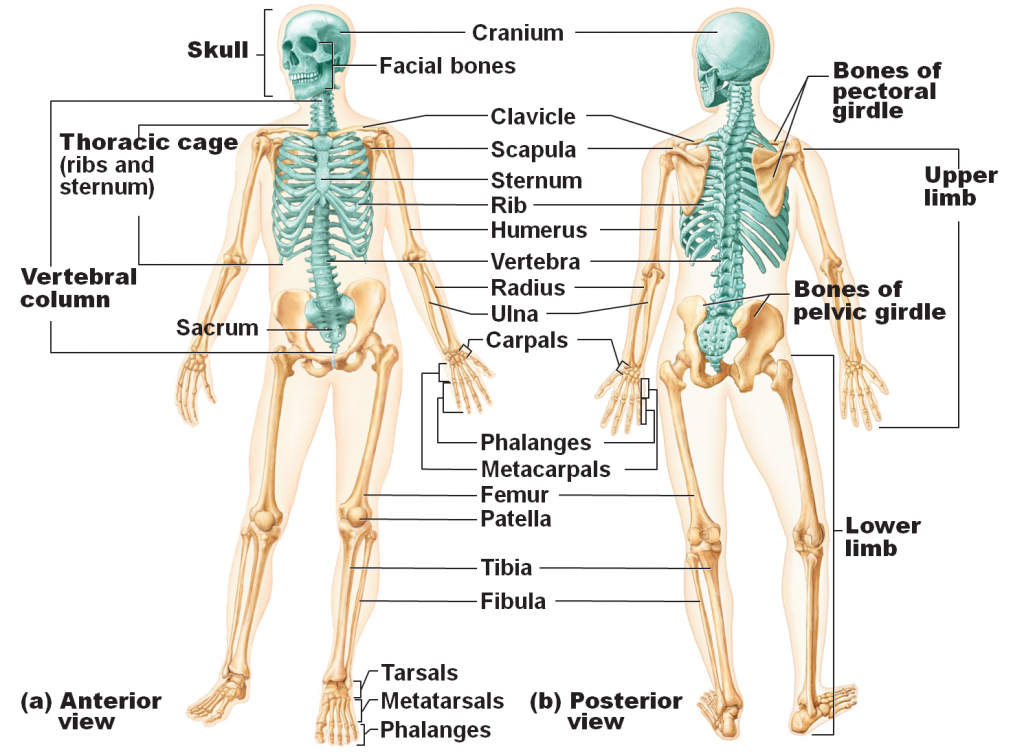 Skull
Cranium
Facial bones
Bones of
pectoral
girdle
Clavicle
Thoracic cage
(ribs and
sternum)
Scapula
Sternum
Upper
limb
Rib
Humerus
Vertebra
Vertebral
column
Radius
Bones of
pelvic girdle
Ulna
Sacrum
Carpals
Phalanges
Metacarpals
Femur
Patella
Lower
limb
Tibia
Fibula
Tarsals
Metatarsals
Phalanges
(a) Anterior
view
(b) Posterior
view